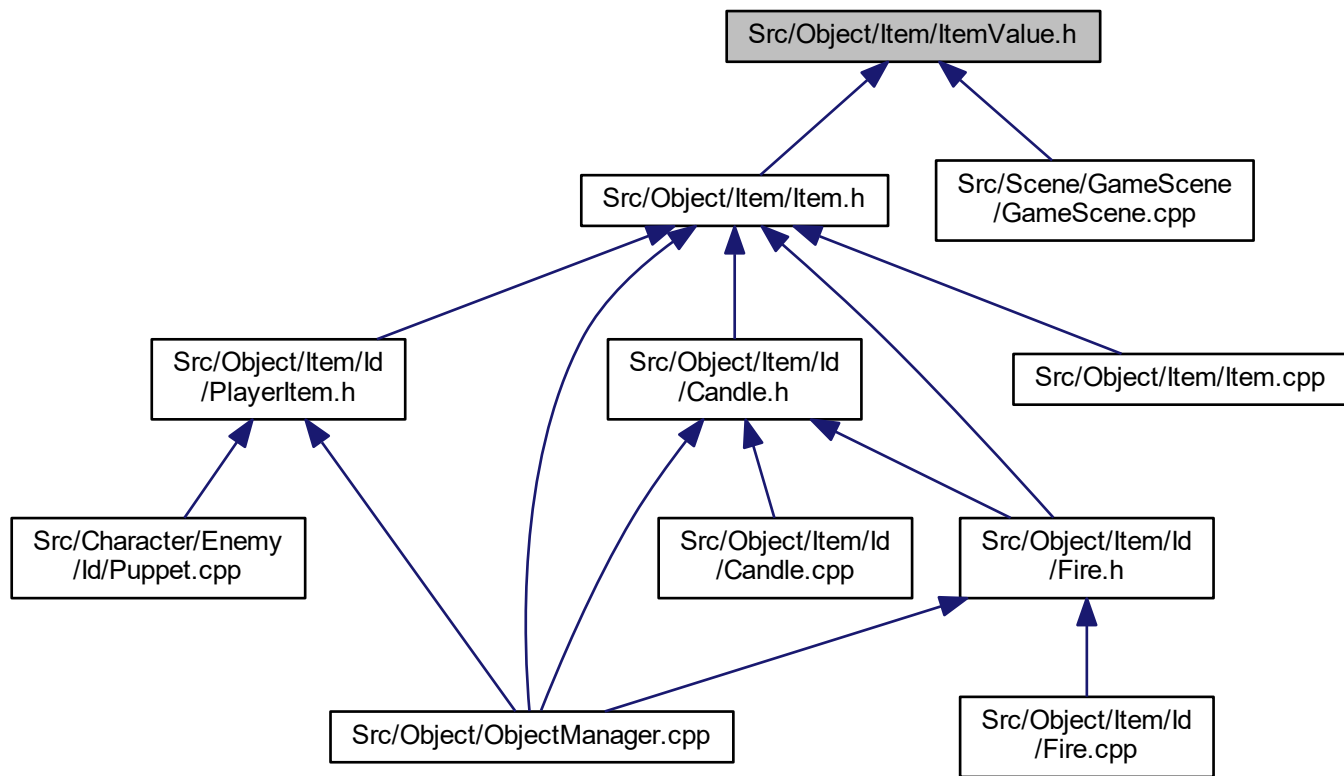 Src/Object/Item/ItemValue.h
Src/Object/Item/Item.h
Src/Scene/GameScene
/GameScene.cpp
Src/Object/Item/Id
/PlayerItem.h
Src/Object/Item/Id
/Candle.h
Src/Object/Item/Item.cpp
Src/Character/Enemy
/Id/Puppet.cpp
Src/Object/Item/Id
/Candle.cpp
Src/Object/Item/Id
/Fire.h
Src/Object/ObjectManager.cpp
Src/Object/Item/Id
/Fire.cpp